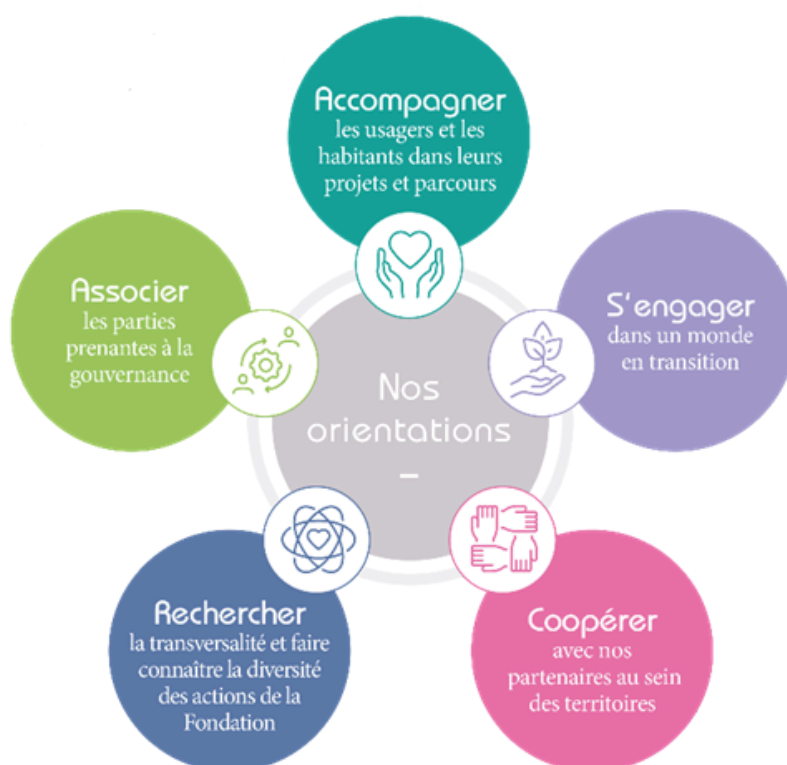 Accompagner
les usagers et les
habitants dans leurs
projets et parcours
Associer
les parties
prenantes à la
gouvernance
S'engager
dans un monde
en transition
Nos
orientations
–
Rechercher
la transversalité et faire
connaître la diversité
des actions de la
Fondation
Coopérer
avec nos
partenaires au sein
des territoires